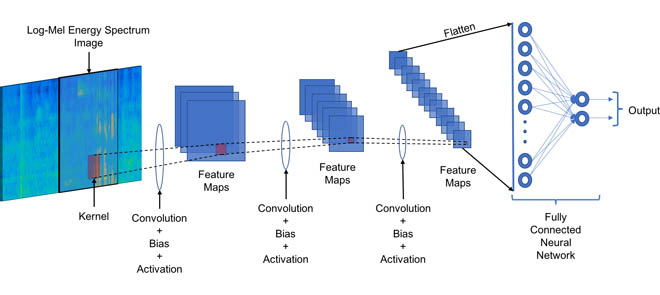 Log-Mel Energy Spectrum
Image
Kernel
Convolution
+
Bias
+
Activation
Feature
Maps
Convolution
+
Bias
+
Activation
Feature
Maps
Convolution
+
Bias
+
Activation
Flatten
Feature
Maps
Fully
Connected
Neural
Network
Output